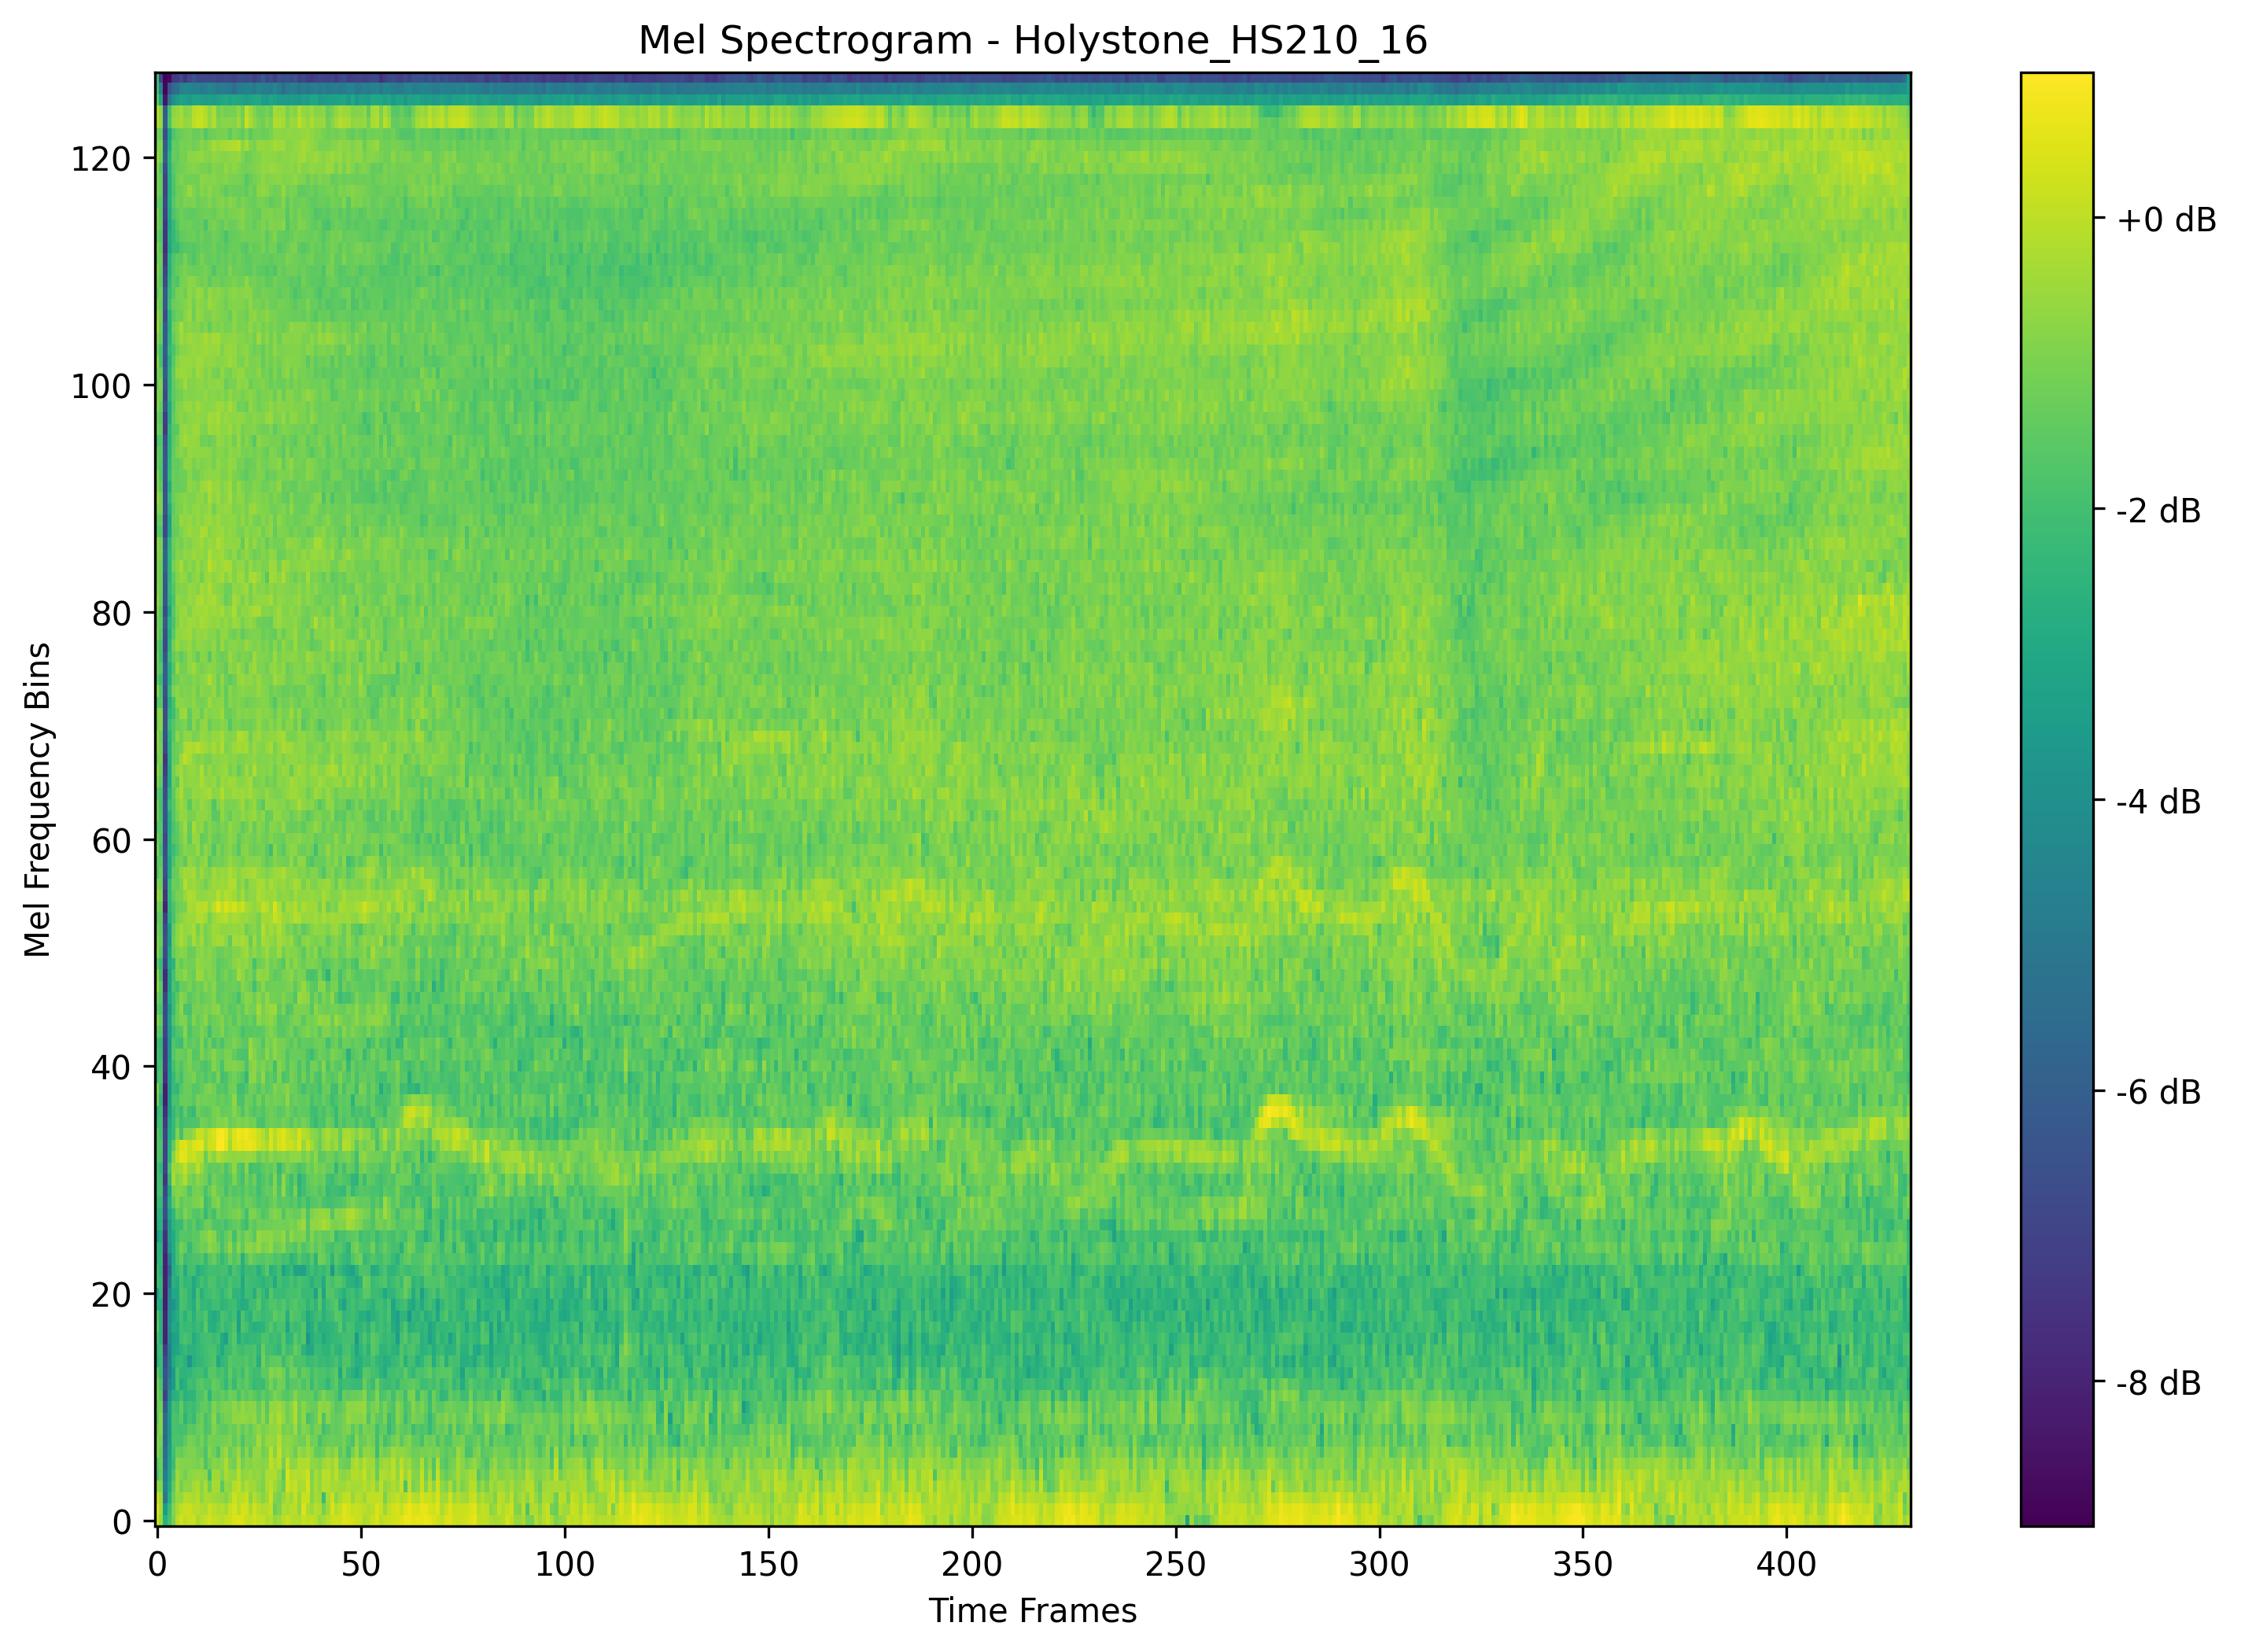 Mel Spectrogram - Holystone_HS210_16
Mel Frequency Bins
120
100
80
60
40
20
0
0 50 100 150 200 250 300 350 400
Time Frames
+0 dB
-2 dB
-4 dB
-6 dB
-8 dB